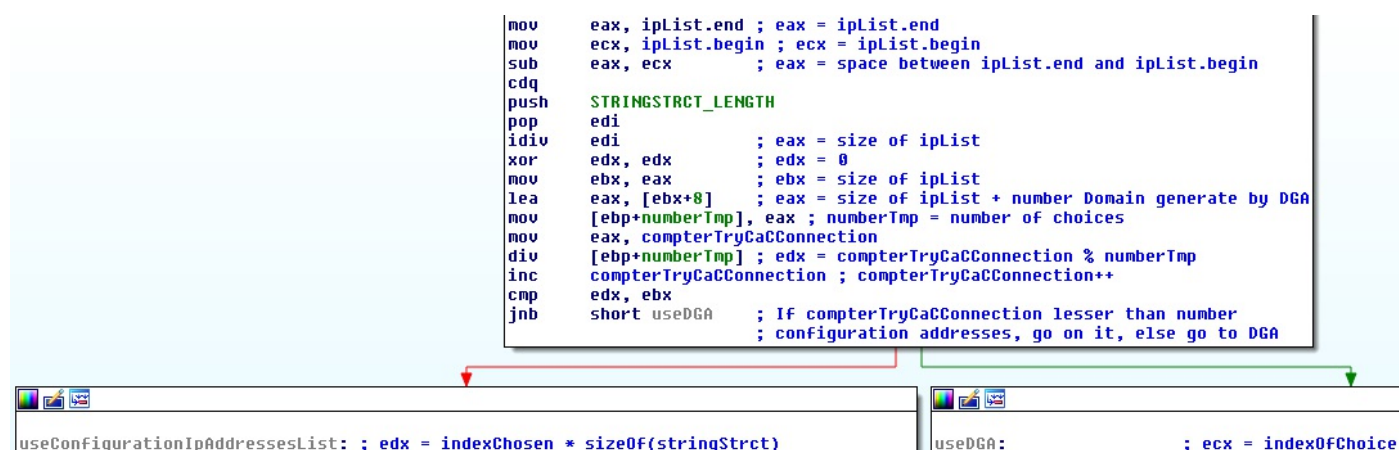 mov eax, ipList.end ; eax = ipList.end
mov ecx, ipList.begin ; ecx = ipList.begin
sub eax, ecx ; eax = space between ipList.end and ipList.begin
cdq
push STRINGSTRCT_LENGTH
pop edi
idiv edi ; eax = size of ipList
xor edx, edx ; edx = 0
mov ebx, eax ; ebx = size of ipList
lea eax, [ebx+8] ; eax = size of ipList + number Domain generate by DGA
mov [ebp+numberTmp], eax ; numberTmp = number of choices
mov eax, compterTryCaCConnection
div [ebp+numberTmp] ; edx = compterTryCaCConnection % numberTmp
inc compterTryCaCConnection ; compterTryCaCConnection++
cmp edx, ebx
jnb short useDGA ; If compterTryCaCConnection lesser than number
; configuration addresses, go on it, else go to DGA
useConfigurationIpAddressesList: ; edx = indexChosen * sizeOf(stringStrct)
useDGA: ; ecx = indexOfChoice